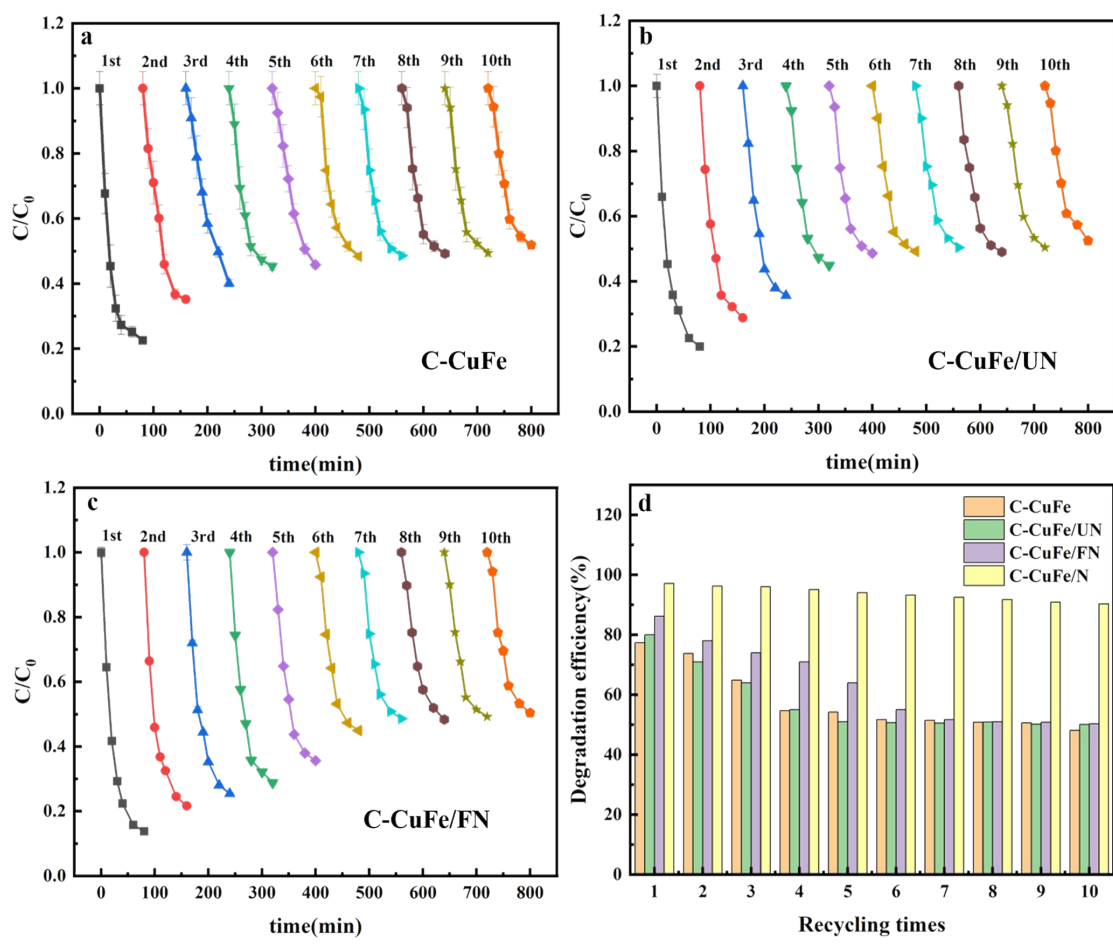 a
1st 2nd 3rd 4th 5th 6th 7th 8th 9th 10th
1.2
1.0
0.8
0.6
0.4
0.2
0.0
C/C0
C-CuFe
0 100 200 300 400 500 600 700 800
time(min)
b
1st 2nd 3rd 4th 5th 6th 7th 8th 9th 10th
1.2
1.0
0.8
0.6
0.4
0.2
0.0
C/C0
C-CuFe/UN
0 100 200 300 400 500 600 700 800
time(min)
c
1st 2nd 3rd 4th 5th 6th 7th 8th 9th 10th
1.2
1.0
0.8
0.6
0.4
0.2
0.0
C/C0
C-CuFe/FN
0 100 200 300 400 500 600 700 800
time(min)
d
C-CuFe
C-CuFe/UN
C-CuFe/FN
C-CuFe/N
120
100
80
60
40
20
0
Degradation efficiency(%)
1 2 3 4 5 6 7 8 9 10
Recycling times